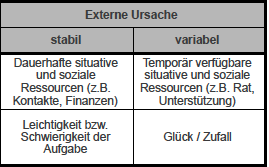 Externe Ursache
stabil
variabel
Dauerhafte situative
und soziale
Ressourcen (z.B.
Kontakte, Finanzen)
Temporär verfügbare
situative und soziale
Ressourcen (z.B. Rat,
Unterstützung)
Leichtigkeit bzw.
Schwierigkeit der
Aufgabe
Glück / Zufall